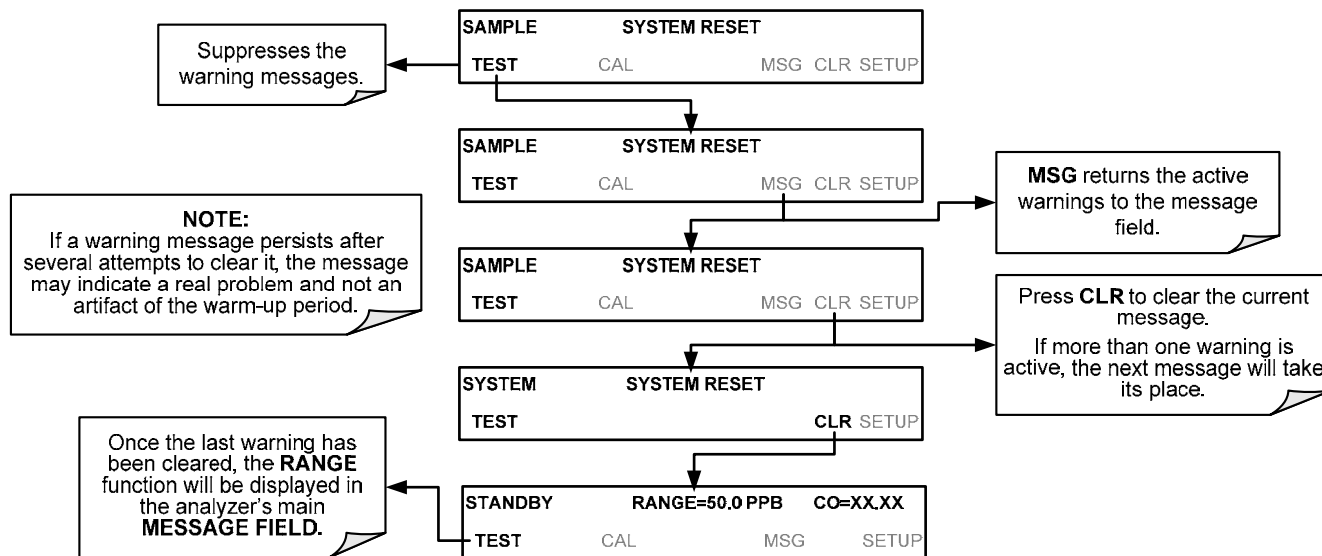 Suppresses the
warning messages.
SAMPLE SYSTEM RESET
TEST CAL MSG CLR SETUP
SAMPLE SYSTEM RESET
TEST CAL MSG CLR SETUP
MSG returns the active
warnings to the message
field.
NOTE:
If a warning message persists after
several attempts to clear it, the message
may indicate a real problem and not an
artifact of the warm-up period.
SAMPLE SYSTEM RESET
TEST CAL MSG CLR SETUP
Press CLR to clear the current
message.
If more than one warning is
active, the next message will take
its place.
SYSTEM SYSTEM RESET
TEST CLR SETUP
Once the last warning has
been cleared, the RANGE
function will be displayed in
the analyzer's main
MESSAGE FIELD.
STANDBY RANGE=50.0 PPB CO=XX.XX
TEST CAL MSG SETUP